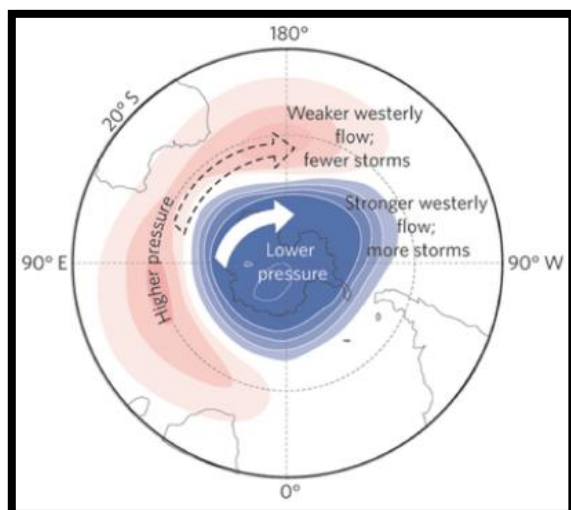 180°
20° S
Weaker westerly
flow;
fewer storms
Stronger westerly
flow;
more storms
Higher pressure
Lower
pressure
90° E
90° W
0°